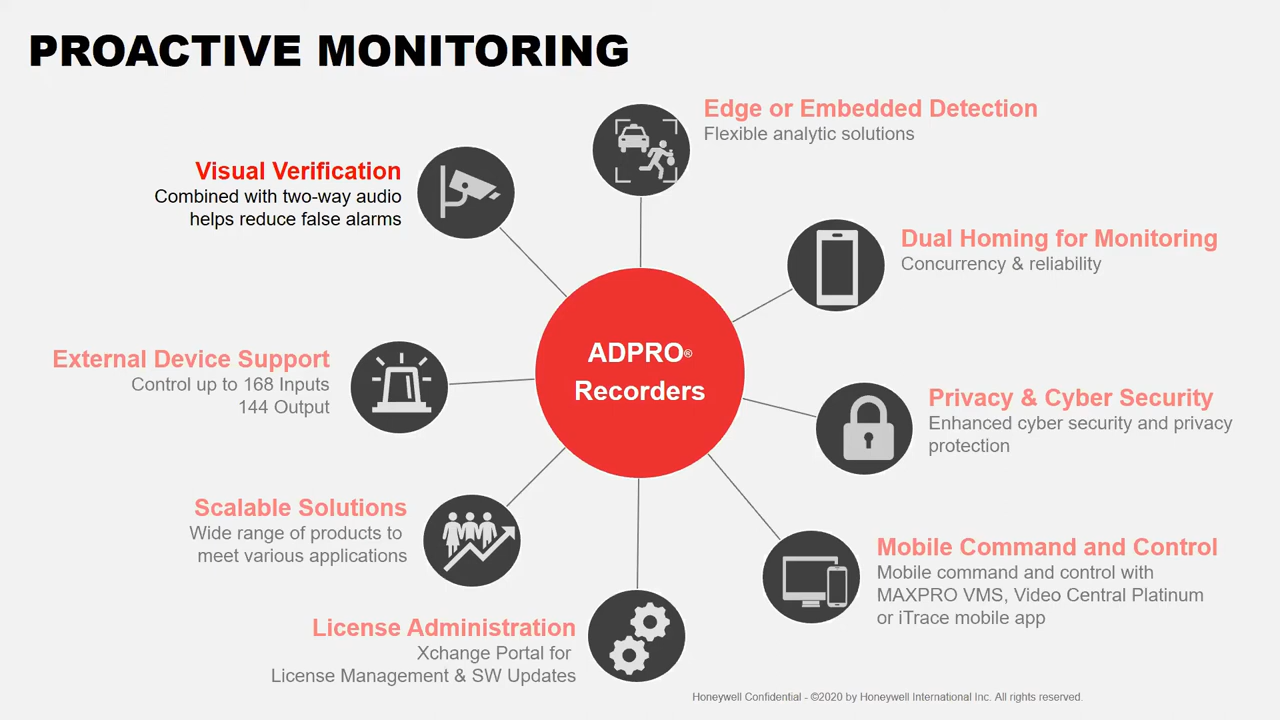 PROACTIVE MONITORING
Edge or Embedded Detection
Flexible analytic solutions
Visual Verification
Combined with two-way audio
helps reduce false alarms
Dual Homing for Monitoring
Concurrency & reliability
ADPRO®
Recorders
External Device Support
Control up to 168 Inputs
144 Output
Privacy & Cyber Security
Enhanced cyber security and privacy
protection
Scalable Solutions
Wide range of products to
meet various applications
Mobile Command and Control
Mobile command and control with
MAXPRO VMS, Video Central Platinum
or iTrace mobile app
License Administration
Xchange Portal for
License Management & SW Updates
Honeywell Confidential - ©2020 by Honeywell International Inc. All rights reserved.